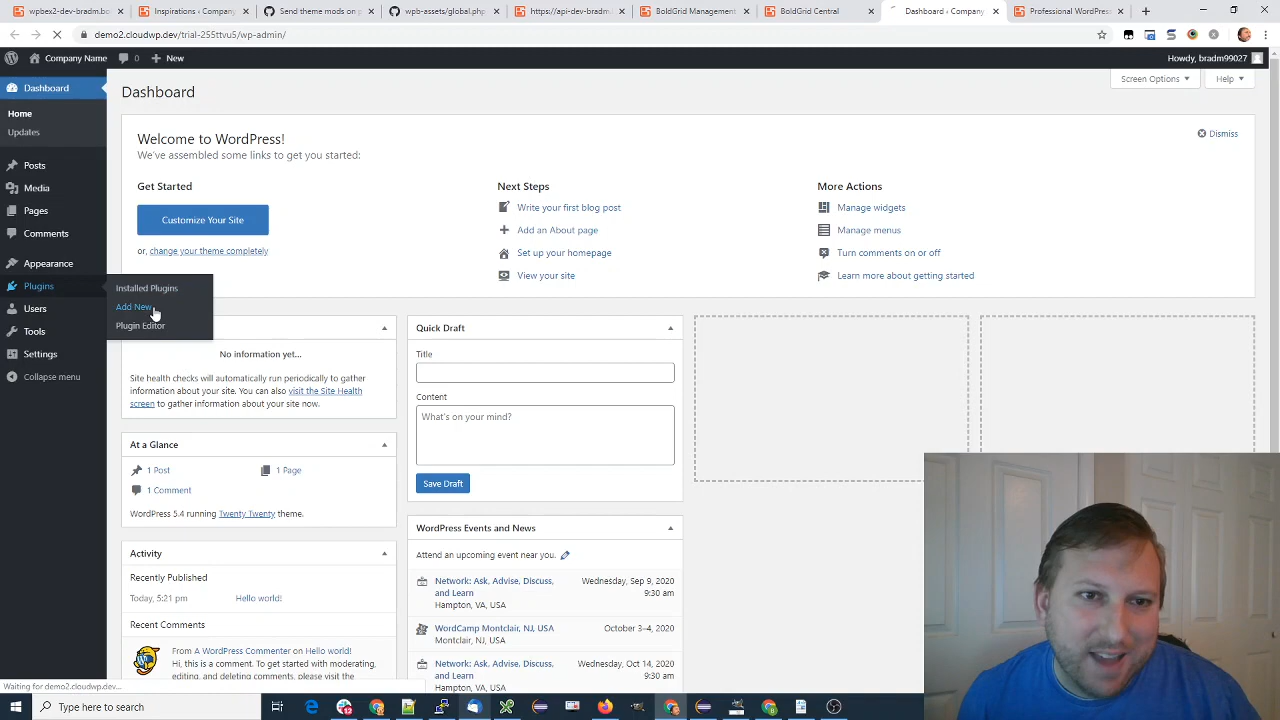 wpbex2-dev-bradm.bo
Inspirations ‹ Company
Send theme mods on p
wp-assets/global.php
https://api-dev-bradm.
BoldGrid Management
BoldGrid Central
Dashboard ‹ Company
Professional WordPres
demo2.cloudwp.dev/trial-255ttvu5/wp-admin/
Company Name
0
New
Howdy, bradm99027
Dashboard
Home
Updates
Posts
Media
Pages
Comments
Appearance
Plugins
Users
Tools
Settings
Collapse menu
Installed Plugins
Add New
Plugin Editor
Screen Options
Help
Dashboard
Welcome to WordPress!
Dismiss
We've assembled some links to get you started:
Get Started
Customize Your Site
or, change your theme completely
Next Steps
Write your first blog post
Add an About page
Set up your homepage
View your site
More Actions
Manage widgets
Manage menus
Turn comments on or off
Learn more about getting started
No information yet...
Site health checks will automatically run periodically to gather
information about your site. You can also visit the Site Health
screen to gather information about your site now.
At a Glance
1 Post
1 Page
1 Comment
WordPress 5.4 running Twenty Twenty theme.
Activity
Recently Published
Today, 5:21 pm
Hello world!
Recent Comments
From A WordPress Commenter on Hello world!
Hi, this is a comment. To get started with moderating,
editing, and deleting comments, please visit the
Quick Draft
Title
Content
What's on your mind?
Save Draft
WordPress Events and News
Attend an upcoming event near you.
Network: Ask, Advise, Discuss,
and Learn
Hampton, VA, USA
Wednesday, Sep 9, 2020
9:30 am
WordCamp Montclair, NJ, USA
Montclair, NJ, USA
October 3–4, 2020
Network: Ask, Advise, Discuss,
and Learn
Wednesday, Oct 14, 2020
9:30 am
Waiting for demo2.cloudwp.dev...
Type here to search